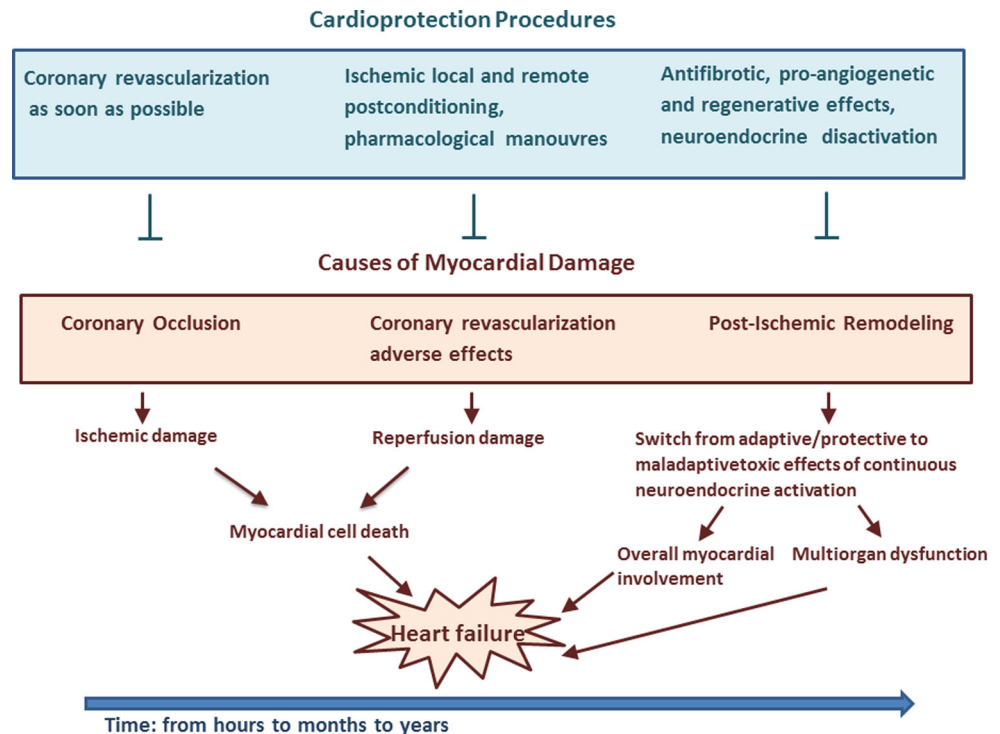 Cardioprotection Procedures
Coronary revascularization
as soon as possible
Ischemic local and remote
postconditioning,
pharmacological manouvres
Antifibrotic, pro-angiogenetic
and regenerative effects,
neuroendocrine disactivation
Causes of Myocardial Damage
Coronary Occlusion
Coronary revascularization
adverse effects
Post-Ischemic Remodeling
Ischemic damage
Reperfusion damage
Switch from adaptive/protective to
maladaptivetoxic effects of continuous
neuroendocrine activation
Myocardial cell death
Overall myocardial
involvement
Multiorgan dysfunction
Heart failure
Time: from hours to months to years